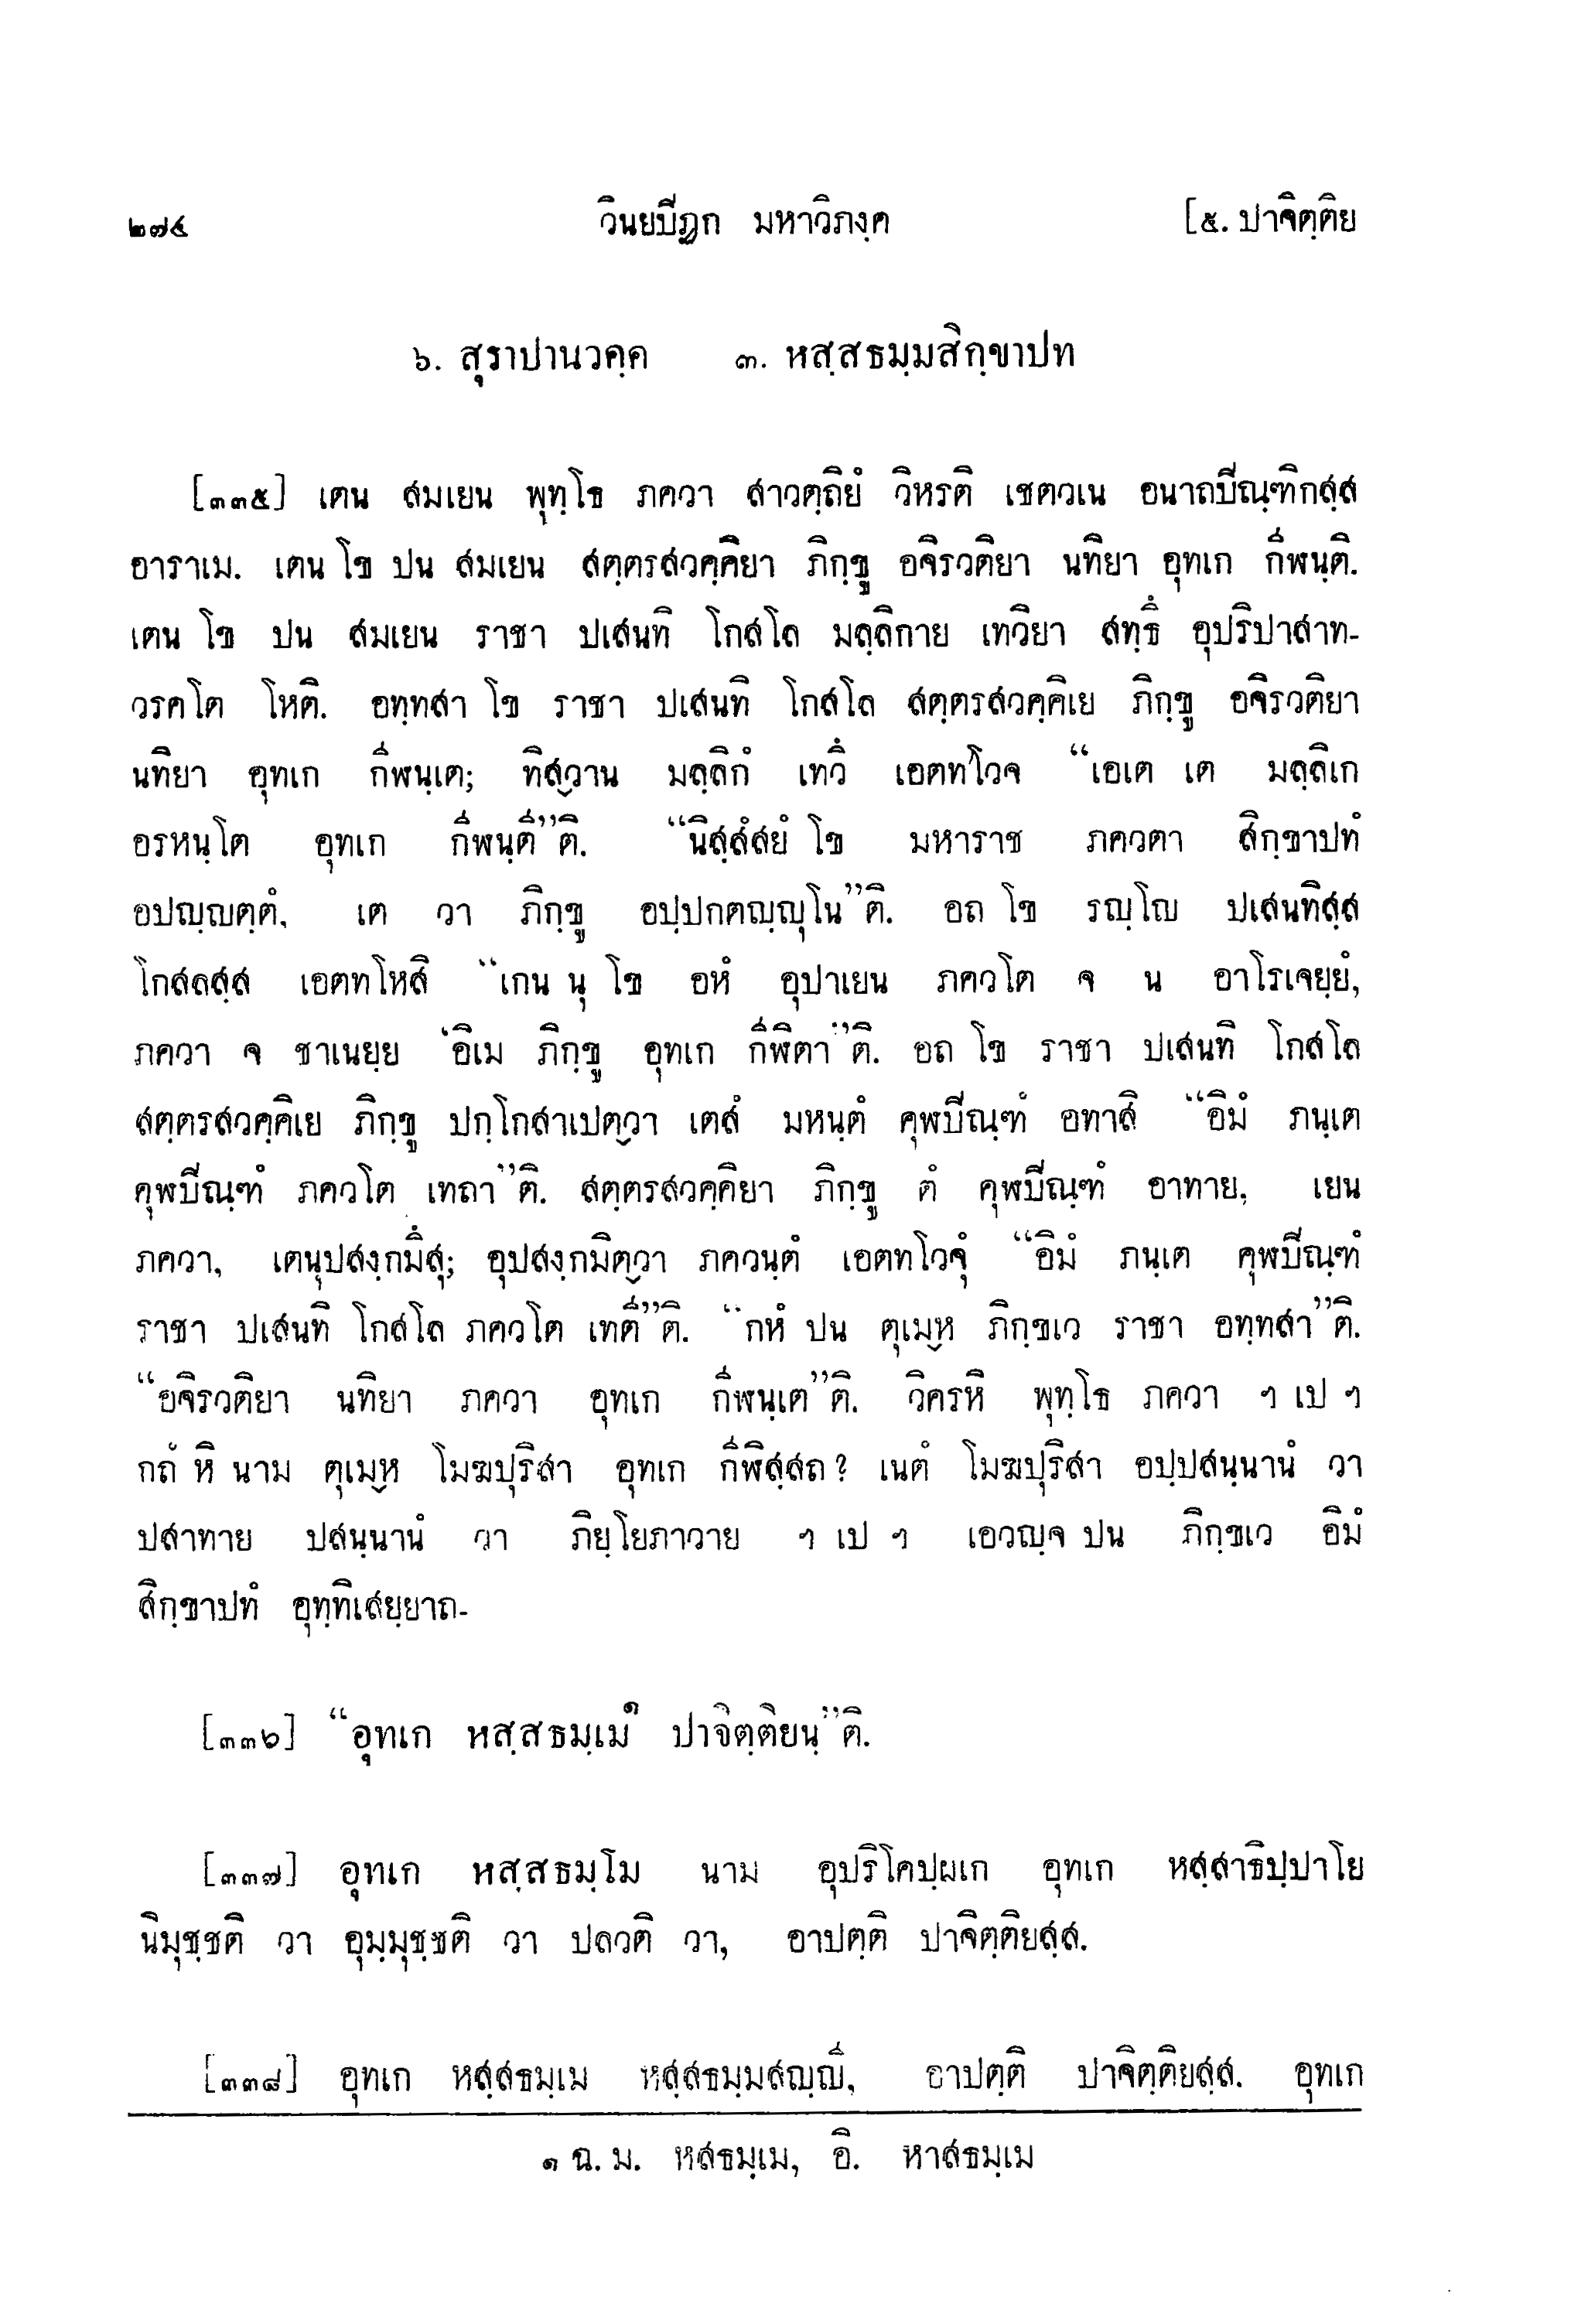 ๒๗๔ วินยปีฏก มหาวิภงฺค [๕. ปาจิตฺติย
๖. สุราปานวคฺค ๓. หสฺสธมฺมสิกฺขาปท
[๓๓๕] เตน สมเยน พุทฺโธ ภควา สาวตฺถิยํ วิหรติ เชตวเน อนาถปีณฺฑิกสฺส
อาราเม. เตน โข ปน สมเยน สตฺตรสวคฺคิยา ภิกฺขู อจิรวติยา นทิยา อุทเก กีฬนฺติ.
เตน โข ปน สมเยน ราชา ปเสนทิ โกสโล มลฺลิกาย เทวิยา สทฺธึ อุปริปาสาท-
วรคโต โหติ. อทฺทสา โข ราชา ปเสนทิ โกสโล สตฺตรสวคฺคิเย ภิกฺขู อจิรวติยา
นทิยา อุทเก กีฬนฺเต; ทิสฺวาน มลฺลิกํ เทวึ เอตทโวจ “เอเต เต มลฺลิเก
อรหนฺโต อุทเก กีฬนฺตี”ติ. “นิสฺสํสยํ โข มหาราช ภควตา สิกฺขาปทํ
อปญฺญตฺตํ, เต วา ภิกฺขู อปฺปกตญฺญุโน”ติ. อถ โข รญฺโญ ปเสนทิสฺส
โกสลสฺส เอตทโหสิ “เกน นุ โข อหํ อุปาเยน ภควโต จ น อาโรเจยฺยํ,
ภควา จ ชาเนยฺย ‘อิเม ภิกฺขู อุทเก กีฬิตา’”ติ. อถ โข ราชา ปเสนทิ โกสโล
สตฺตรสวคฺคิเย ภิกฺขู ปกฺโกสาเปตฺวา เตสํ มหนฺตํ คุฬปีณฺฑํ อทาสิ “อิมํ ภนฺเต
คุฬปีณฺฑํ ภควโต เทถา”ติ. สตฺตรสวคฺคิยา ภิกฺขู ตํ คุฬปีณฺฑํ อาทาย, เยน
ภควา, เตนุปสงฺกมึสุ; อุปสงฺกมิตฺวา ภควนฺตํ เอตทโวจุํ “อิมํ ภนฺเต คุฬปีณฺฑํ
ราชา ปเสนทิ โกสโล ภควโต เทตี”ติ. “กหํ ปน ตุเมฺห ภิกฺขเว ราชา อทฺทสา”ติ.
“อจิรวติยา นทิยา ภควา อุทเก กีฬนฺเต”ติ. วิครหิ พุทฺโธ ภควา ฯ เป ฯ
กถํ หิ นาม ตุเมฺห โมฆปุริสา อุทเก กีฬิสฺสถ? เนตํ โมฆปุริสา อปฺปสนฺนานํ วา
ปสาทาย ปสนฺนานํ วา ภิยฺโยภาวาย ฯ เป ฯ เอวญฺจ ปน ภิกฺขเว อิมํ
สิกฺขาปทํ อุทฺทิเสยฺยาถ-
[๓๓๖] “อุทเก หสฺสธมฺเม๑ ปาจิตฺติยนฺ”ติ.
[๓๓๗] อุทเก หสฺสธมฺโม นาม อุปริโคปฺผเก อุทเก หสฺสาธิปฺปาโย
นิมุชฺชติ วา อุมฺมุชฺชติ วา ปลวติ วา, อาปตฺติ ปาจิตฺติยสฺส.
[๓๓๘] อุทเก หสฺสธมฺเม หสฺสธมฺมสญฺญี, อาปตฺติ ปาจิตฺติยสฺส. อุทเก
๑ ฉ. ม. หสธมฺเม, อิ. หาสธมฺเม